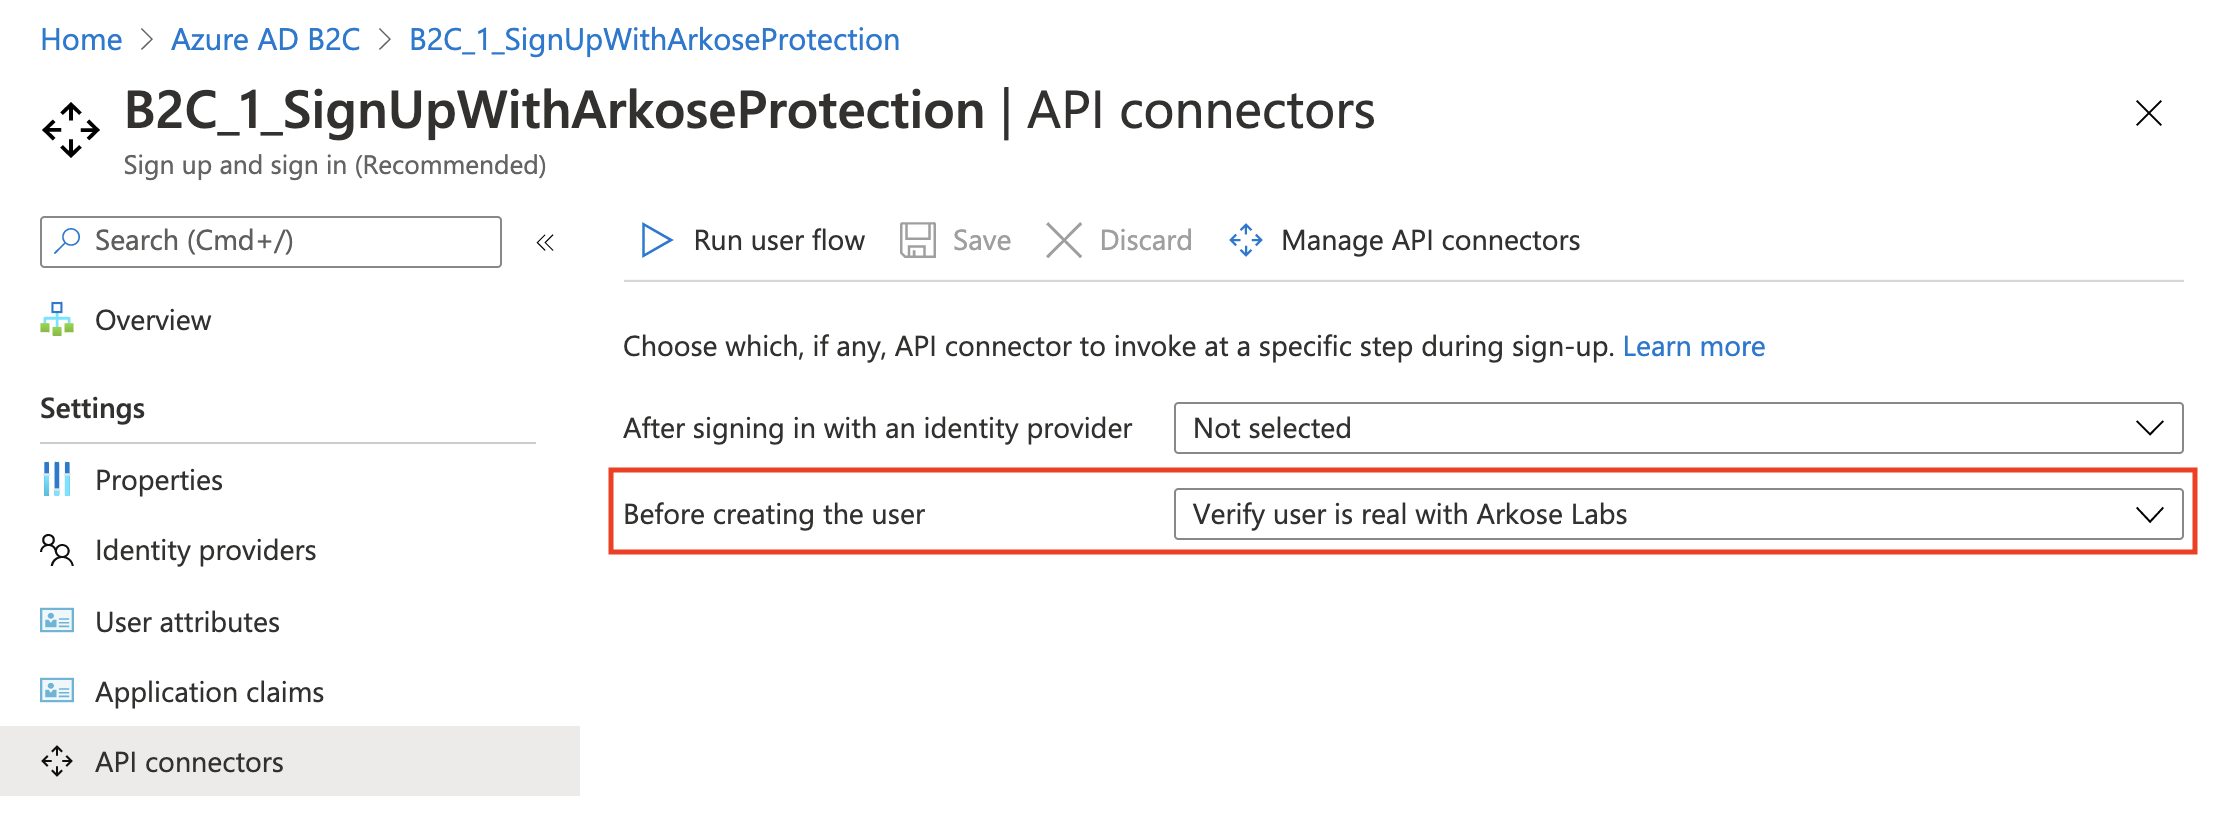 Home > Azure AD B2C > B2C_1_SignUpWithArkoseProtection
B2C_1_SignUpWithArkoseProtection | API connectors
Sign up and sign in (Recommended)
Search (Cmd+/)
«
Run user flow Save Discard Manage API connectors
Overview
Choose which, if any, API connector to invoke at a specific step during sign-up. Learn more
Settings
After signing in with an identity provider Not selected
Properties
Before creating the user Verify user is real with Arkose Labs
Identity providers
User attributes
Application claims
API connectors